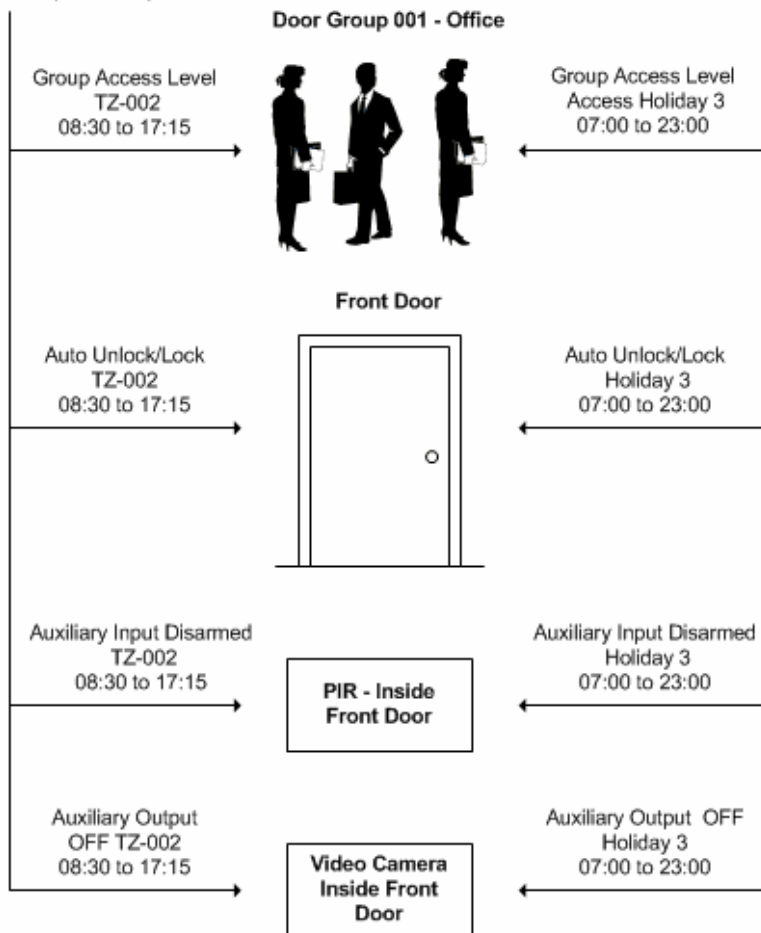 Door Group 001 - Office
Group Access Level
TZ-002
08:30 to 17:15
Group Access Level
Access Holiday 3
07:00 to 23:00
Front Door
Auto Unlock/Lock
TZ-002
08:30 to 17:15
Auto Unlock/Lock
Holiday 3
07:00 to 23:00
Auxiliary Input Disarmed
TZ-002
08:30 to 17:15
PIR - Inside
Front Door
Auxiliary Input Disarmed
Holiday 3
07:00 to 23:00
Auxiliary Output
OFF TZ-002
08:30 to 17:15
Video Camera
Inside Front
Door
Auxiliary Output OFF
Holiday 3
07:00 to 23:00